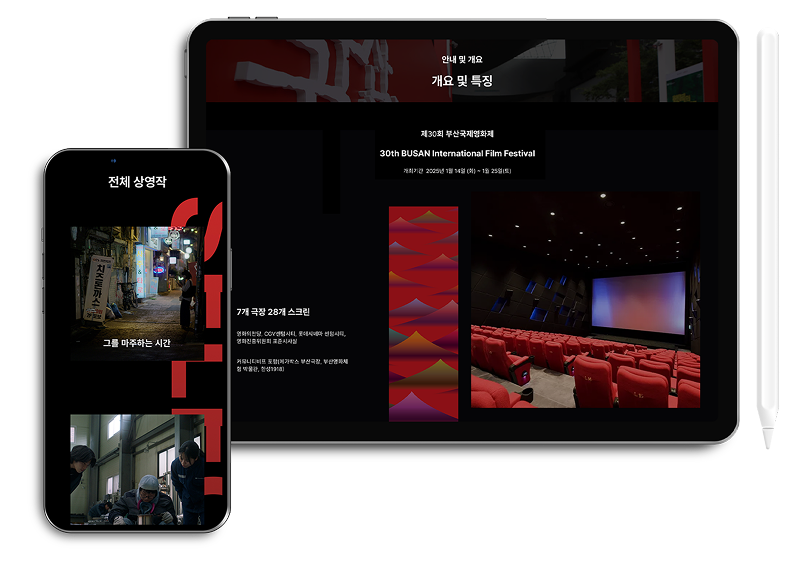 안내 및 개요
개요 및 특징
제30회 부산국제영화제
30th BUSAN International Film Festival
개최기간 2025년 1월 14일 (화) ~ 1월 25일(토)
7개 극장 28개 스크린
영화의전당, CGV센텀시티, 롯데시네마 센텀시티,
영화진흥위원회 표준시사실
커뮤니티비프 포함(메가박스 부산극장, 부산영화체
험 박물관, 한성1918)
전체 상영작
치즈돈까스
그를 마주하는 시간